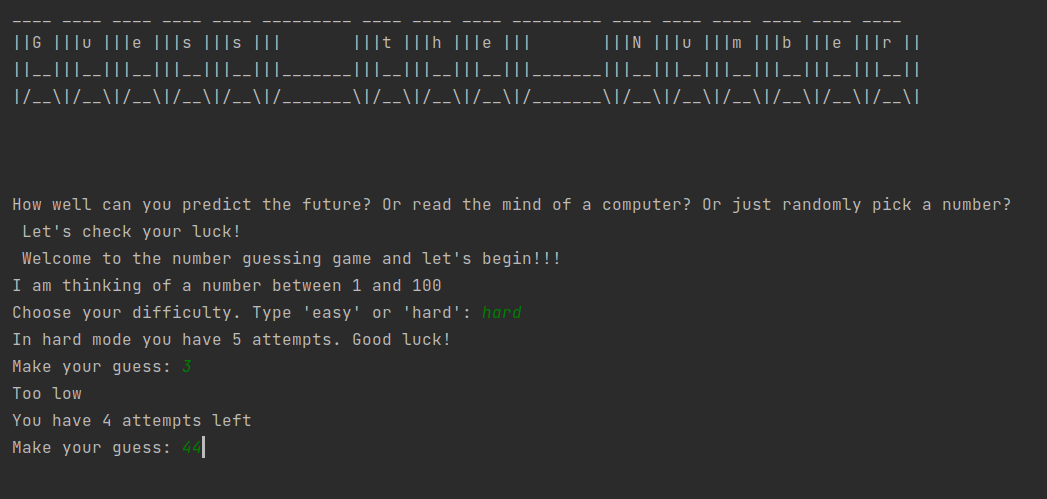 ____ ____ ____ ____ ____ _________ ____ ____ ____ _________ ____ ____ ____ ____ ____ ____
||G |||u |||e |||s |||s |||       |||t |||h |||e |||       |||N |||u |||m |||b |||e |||r ||
||__|||__|||__|||__|||__|||_______|||__|||__|||__|||_______|||__|||__|||__|||__|||__|||__||
|/__\|/__\|/__\|/__\|/__\|/_______\|/__\|/__\|/__\|/_______\|/__\|/__\|/__\|/__\|/__\|/__\|
How well can you predict the future? Or read the mind of a computer? Or just randomly pick a number?
 Let's check your luck!
 Welcome to the number guessing game and let's begin!!!
I am thinking of a number between 1 and 100
Choose your difficulty. Type 'easy' or 'hard': hard
In hard mode you have 5 attempts. Good luck!
Make your guess: 3
Too low
You have 4 attempts left
Make your guess: 44